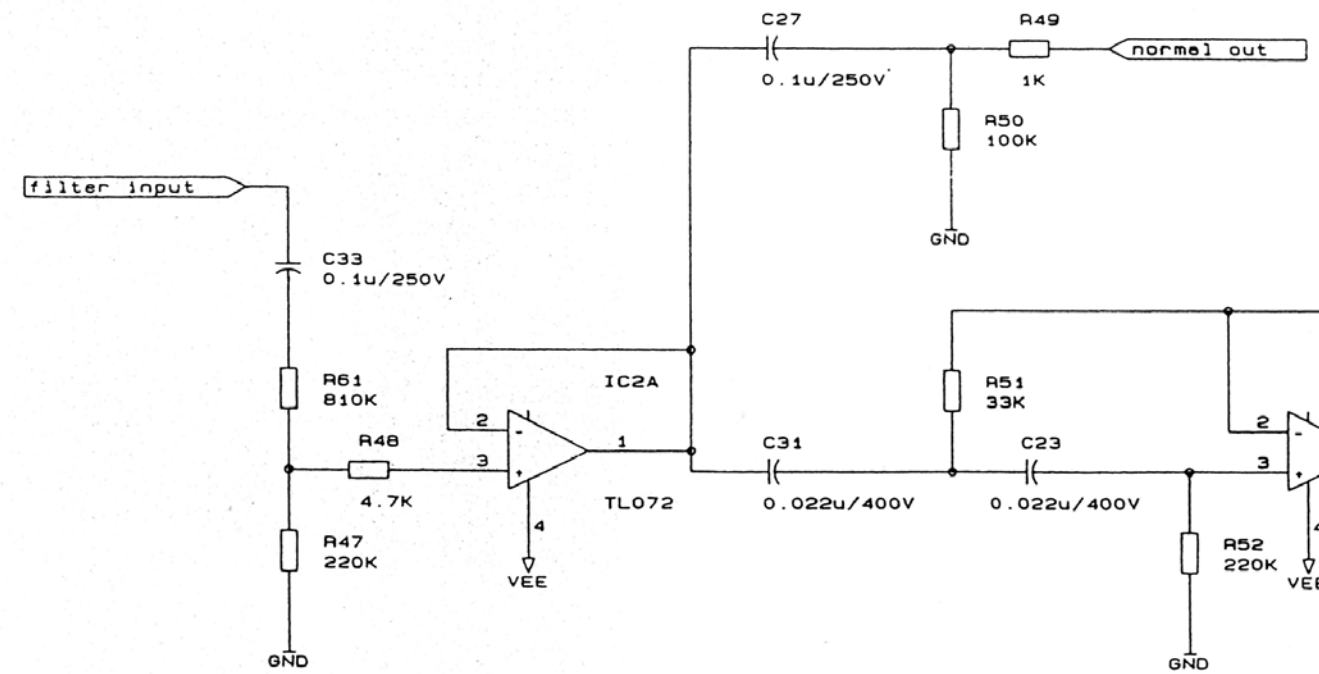 C27
R49
normal out
0.1u/250V
1K
R50
100K
GND
filter input
C33
0.1u/250V
R61
810K
IC2A
R51
33K
R48
2
-
1
C31
C23
2
-
3
+
3
+
4.7K
TL072
0.022u/400V
0.022u/400V
4
4
R47
220K
R52
220K
VEE
VEE
GND
GND